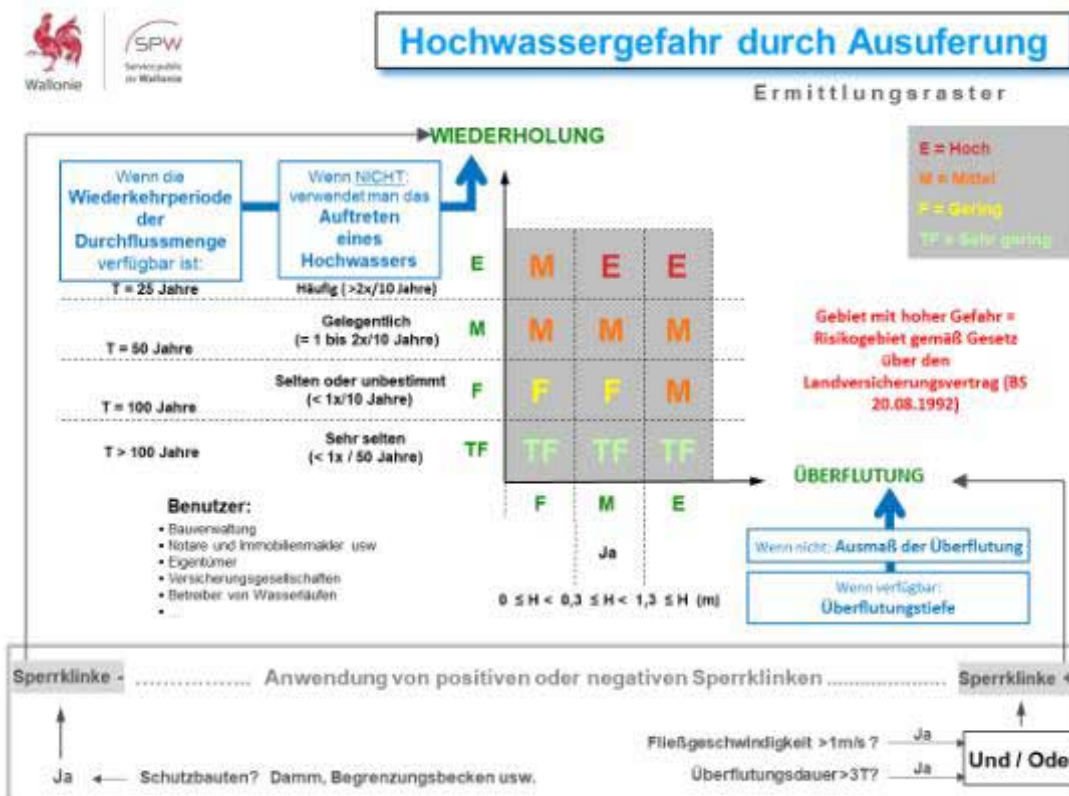 Wallonie
SPW
Service public
de Wallonie
Hochwassergefahr durch Ausuferung
Ermittlungsraster
WIEDERHOLUNG
E = Hoch
M = Mittel
F = Gering
TF = Sehr gering
Wenn die
Wiederkehrperiode
der
Durchflussmenge
verfügbar ist:
Wenn NICHT:
verwendet man das
Auftreten
eines
Hochwassers
T = 25 Jahre
Häufig (>2x/10 Jahre)
E
M E E
Gelegentlich
(= 1 bis 2x/10 Jahre)
T = 50 Jahre
M
M M M
Selten oder unbestimmt
(< 1x/10 Jahre)
T = 100 Jahre
F
F F M
Sehr selten
(< 1x / 50 Jahre)
T > 100 Jahre
TF
TF TF TF
Gebiet mit hoher Gefahr =
Risikogebiet gemäß Gesetz
über den
Landversicherungsvertrag (BS
20.08.1992)
ÜBERFLUTUNG
F M E
Ja
0 ≤ H < 0,3 ≤ H < 1,3 ≤ H (m)
Wenn nicht: Ausmaß der Überflutung
Wenn verfügbar:
Überflutungstiefe
Benutzer:
• Bauverwaltung
• Notare und Immobilienmakler usw
• Eigentümer
• Versicherungsgesellschaften
• Betreiber von Wasserläufen
• ...
Sperrklinke - ................ Anwendung von positiven oder negativen Sperrklinken .................... Sperrklinke +
Ja
Schutzbauten? Damm, Begrenzungsbecken usw.
Fließgeschwindigkeit >1m/s ? Ja
Überflutungsdauer>3T? Ja
Und / Ode